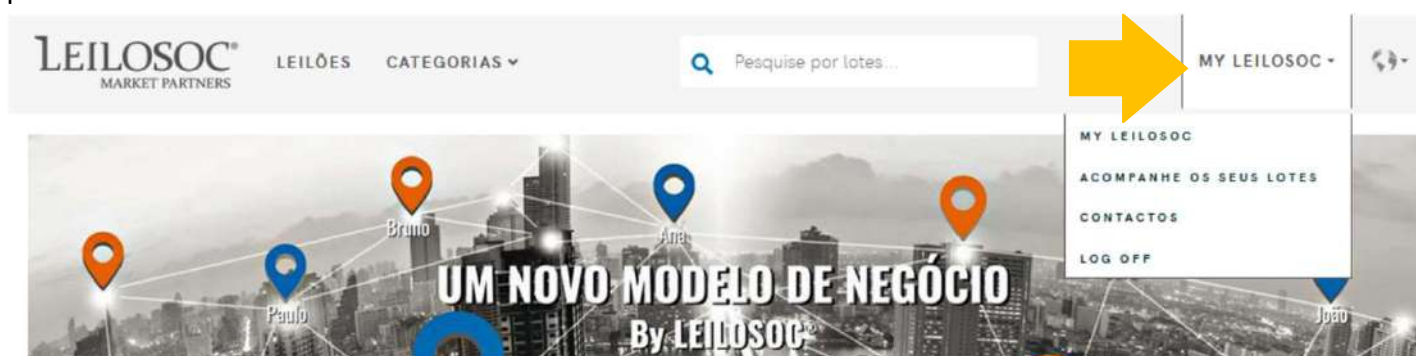 LEILOSOC®
MARKET PARTNERS
LEILÕES
CATEGORIAS
Pesquise por lotes...
MY LEILOSOC
MY LEILOSOC
ACOMPANHE OS SEUS LOTES
CONTACTOS
LOG OFF
Bruno
Ana
Paulo
João
UM NOVO MODELO DE NEGÓCIO
By LEILOSOC®